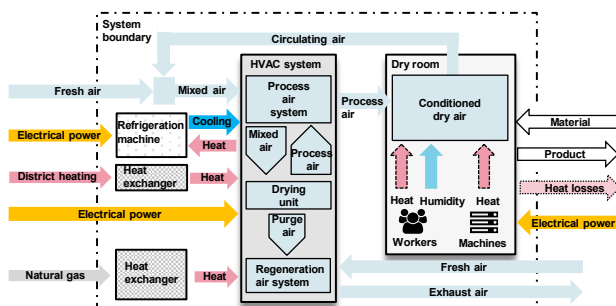 System
boundary
Circulating air
HVAC system
Dry room
Fresh air
Mixed air
Process
air system
Process
air
Conditioned
dry air
Electrical power
Refrigeration
machine
Cooling
Heat
Mixed
air
Process
air
Material
Product
District heating
Heat
exchanger
Heat
Drying
unit
Heat
Humidity
Heat
Heat losses
Electrical power
Purge
air
Workers
Machines
Electrical power
Natural gas
Heat
exchanger
Heat
Regeneration
air system
Fresh air
Exhaust air